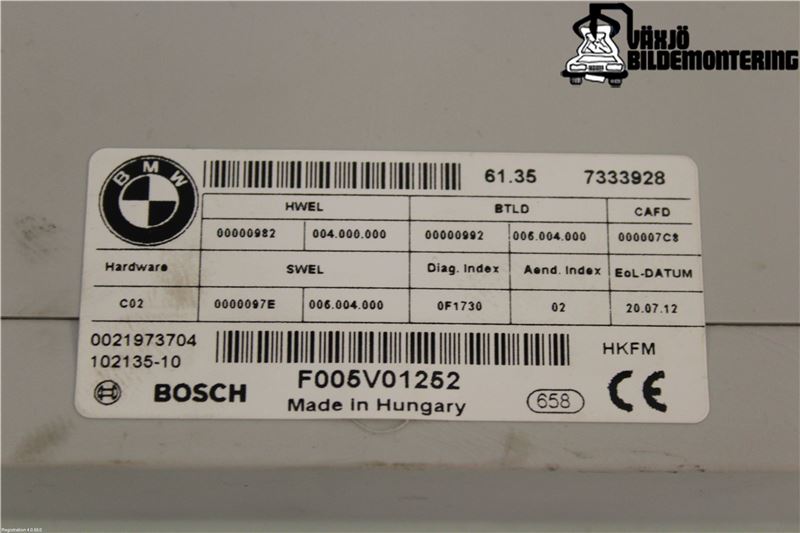 VÄXJÖ
BILDEMONTERING
BMW
61.35 7333928
HWEL BTLD CAFD
00000982 004.000.000 00000992 006.004.000 000007C8
Hardware SWEL Diag. Index Aend. Index EoL-DATUM
C02 0000097E 006.004.000 0F1730 02 20.07.12
0021973704
102135-10
HKFM
BOSCH
F005V01252
Made in Hungary
658
CE